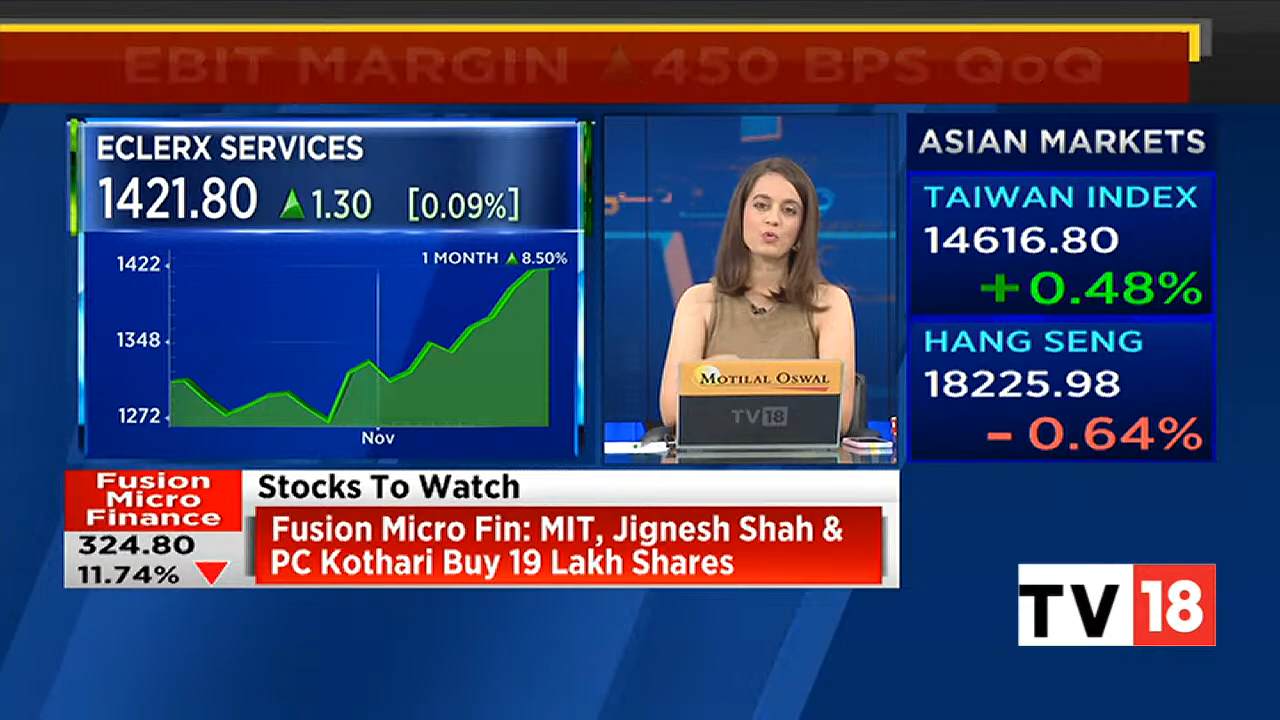 EBIT MARGIN ▲450 BPS QoQ
ECLERX SERVICES
1421.80 ▲1.30 [0.09%]
1 MONTH ▲8.50%
1422
1348
1272
Nov
MOTILAL OSWAL
TV18
ASIAN MARKETS
TAIWAN INDEX
14616.80
+0.48%
HANG SENG
18225.98
-0.64%
Fusion
Micro
Finance
324.80
11.74% ▼
Stocks To Watch
Fusion Micro Fin: MIT, Jignesh Shah &
PC Kothari Buy 19 Lakh Shares
TV18